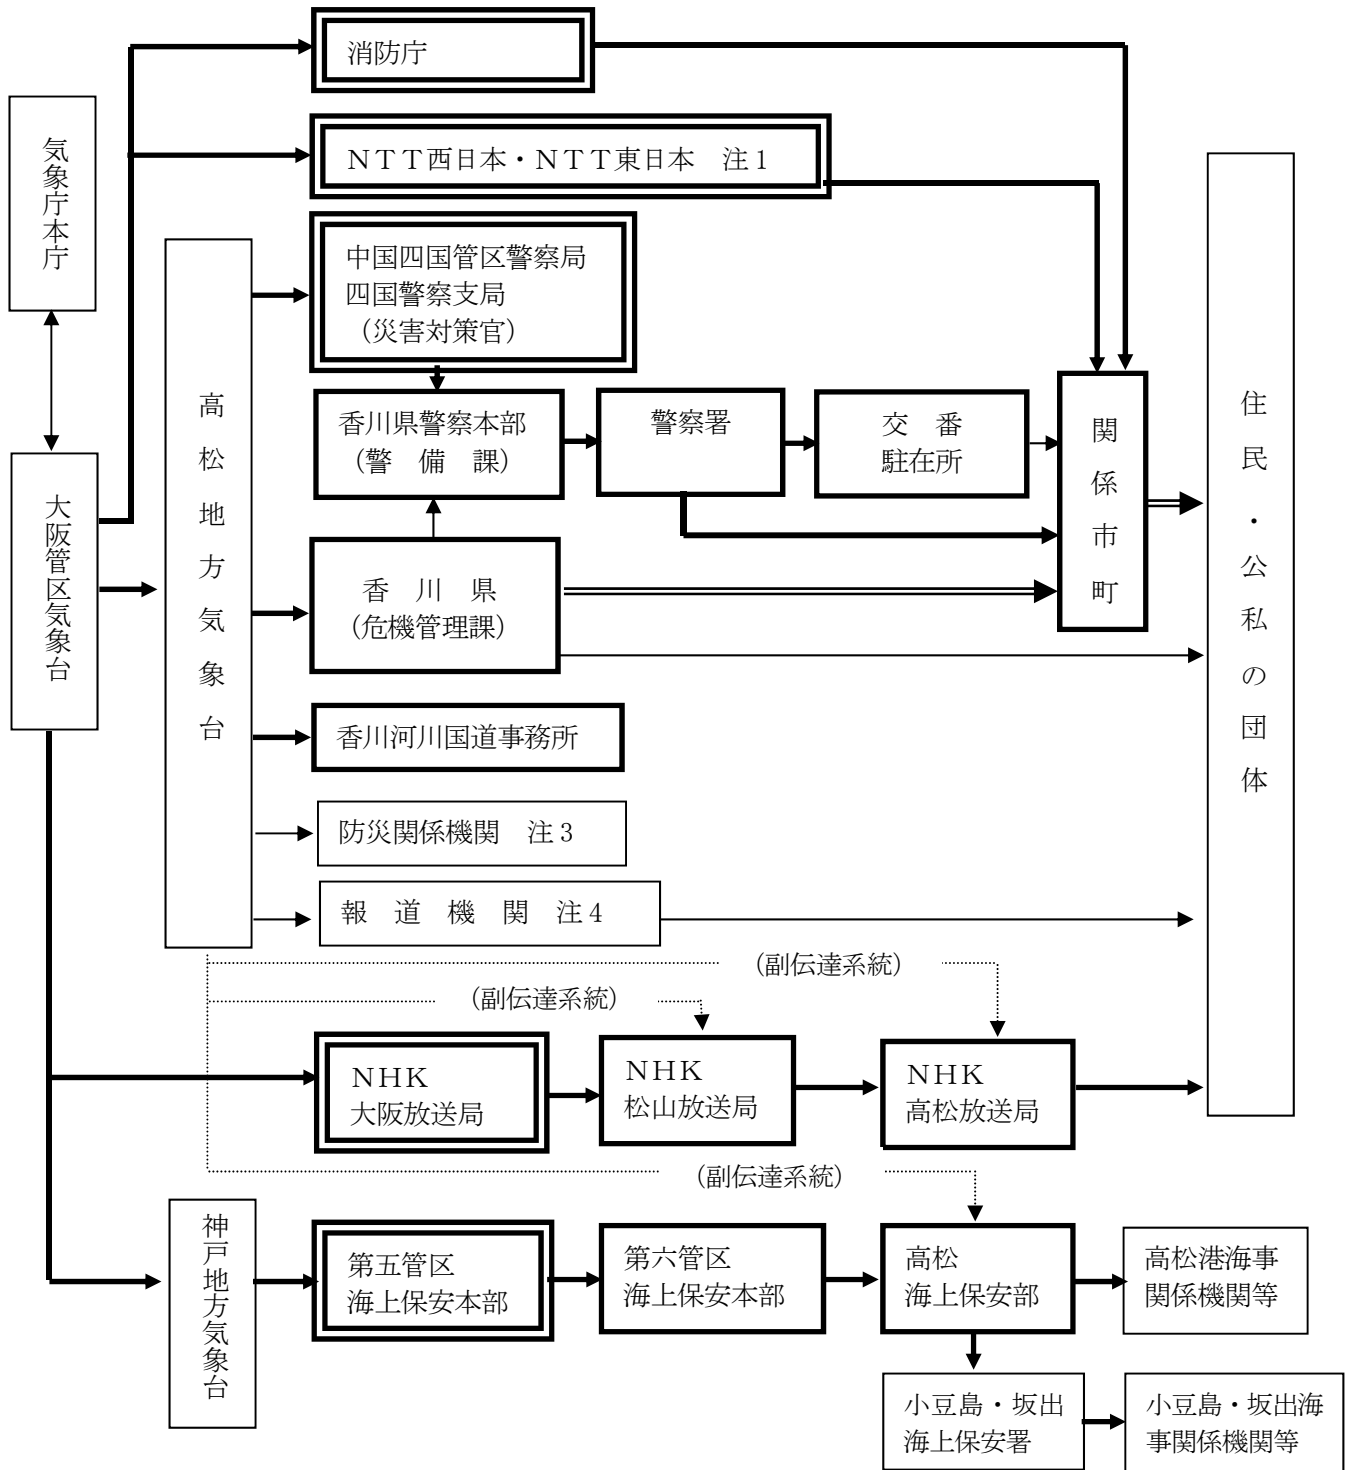 消防庁
気象庁本庁
ＮＴＴ西日本・ＮＴＴ東日本　注１
中国四国管区警察局
四国警察支局
（災害対策官）
高松地方気象台
香川県警察本部
（警　備　課）
警察署
交　番
駐在所
関係市町
住民・公私の団体
大阪管区気象台
香　川　県
（危機管理課）
香川河川国道事務所
防災関係機関　注３
報　道　機　関　注４
（副伝達系統）
（副伝達系統）
ＮＨＫ
大阪放送局
ＮＨＫ
松山放送局
ＮＨＫ
高松放送局
（副伝達系統）
神戸地方気象台
第五管区
海上保安本部
第六管区
海上保安本部
高松
海上保安部
高松港海事
関係機関等
小豆島・坂出
海上保安署
小豆島・坂出海
事関係機関等